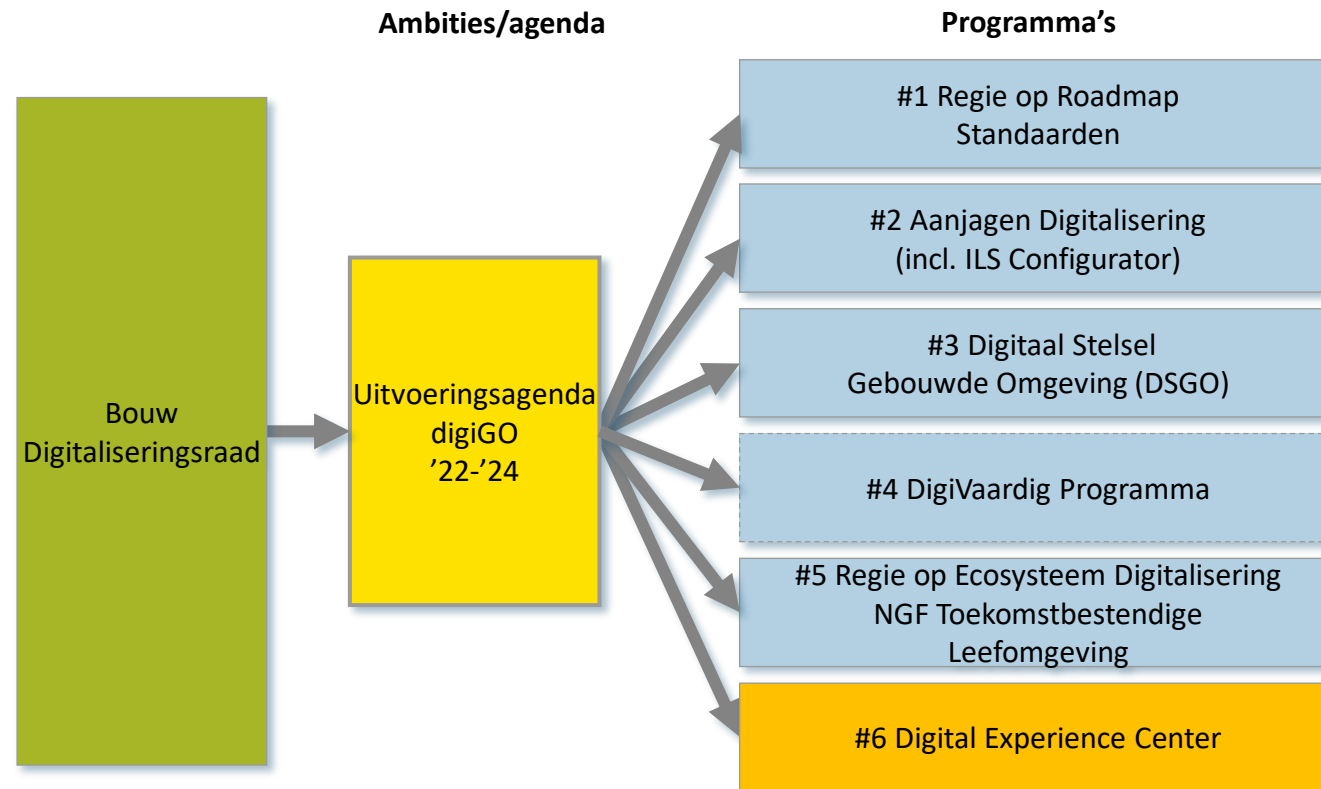 Ambities/agenda
Programma’s
Bouw
Digitaliseringsraad
Uitvoeringsagenda
digiGO
’22-’24
#1 Regie op Roadmap
Standaarden
#2 Aanjagen Digitalisering
(incl. ILS Configurator)
#3 Digitaal Stelsel
Gebouwde Omgeving (DSGO)
#4 DigiVaardig Programma
#5 Regie op Ecosysteem Digitalisering
NGF Toekomstbestendige
Leefomgeving
#6 Digital Experience Center